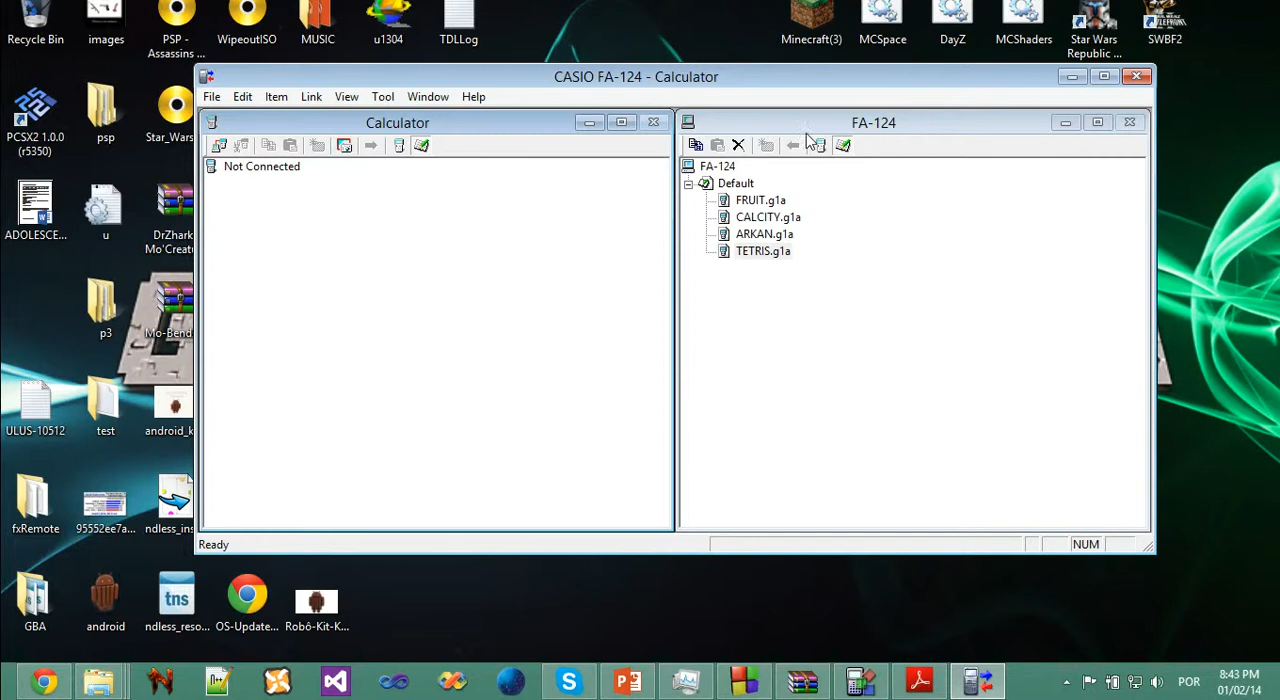 Recycle Bin
images
PSP -
Assassins ...
WipeoutISO
MUSIC
u1304
TDLLog
Minecraft(3)
MCSpace
DayZ
MCShaders
Star Wars
Republic ...
SWBF2
CASIO FA-124 - Calculator
File Edit Item Link View Tool Window Help
Calculator
FA-124
Not Connected
FA-124
Default
FRUIT.g1a
CALCITY.g1a
ARKAN.g1a
TETRIS.g1a
Ready
NUM
PCSX2 1.0.0
(r5350)
psp
Star_Wars
ADOLESCE...
u
DrZhark
Mo'Creatu
p3
Mo-Bend
ULUS-10512
test
android_k
fxRemote
95552ee7a...
ndless_ins
GBA
android
tns
ndless_reso...
OS-Update...
Robô-Kit-K...
POR
8:43 PM
01/02/14